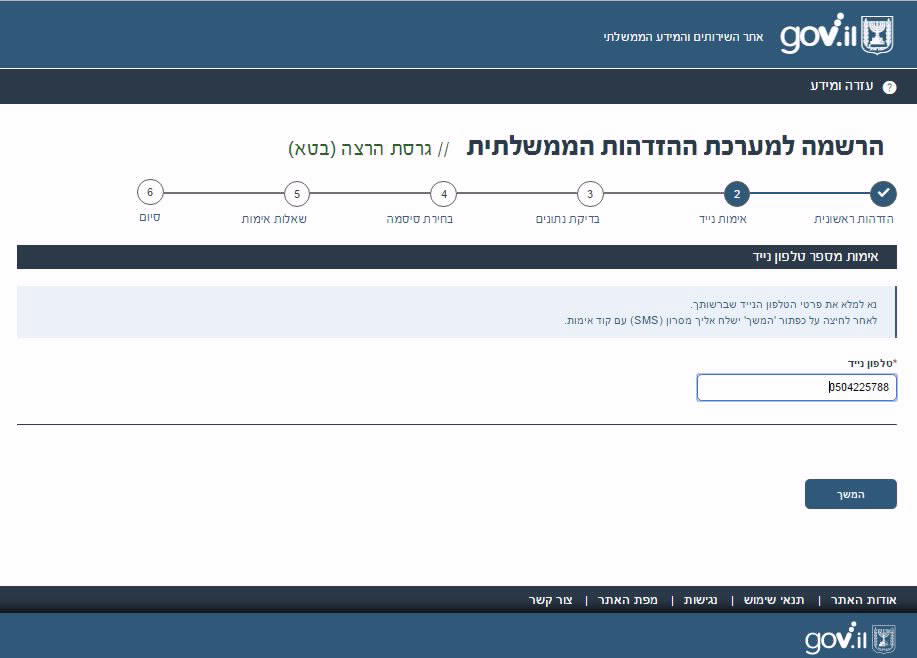 gov.il
אתר השירותים והמידע הממשלתי
? עזרה ומידע
הרשמה למערכת ההזדהות הממשלתית // גרסת הרצה (בטא)
2 3 4 5 6
הזדהות ראשונית אימות נייד בדיקת נתונים בחירת סיסמה שאלות אימות סיום
אימות מספר טלפון נייד
נא למלא את פרטי הטלפון הנייד שברשותך.
לאחר לחיצה על כפתור 'המשך' ישלח אליך מסרון (SMS) עם קוד אימות.
*טלפון נייד
0504225788
המשך
אודות האתר | תנאי שימוש | נגישות | מפת האתר | צור קשר
gov.il